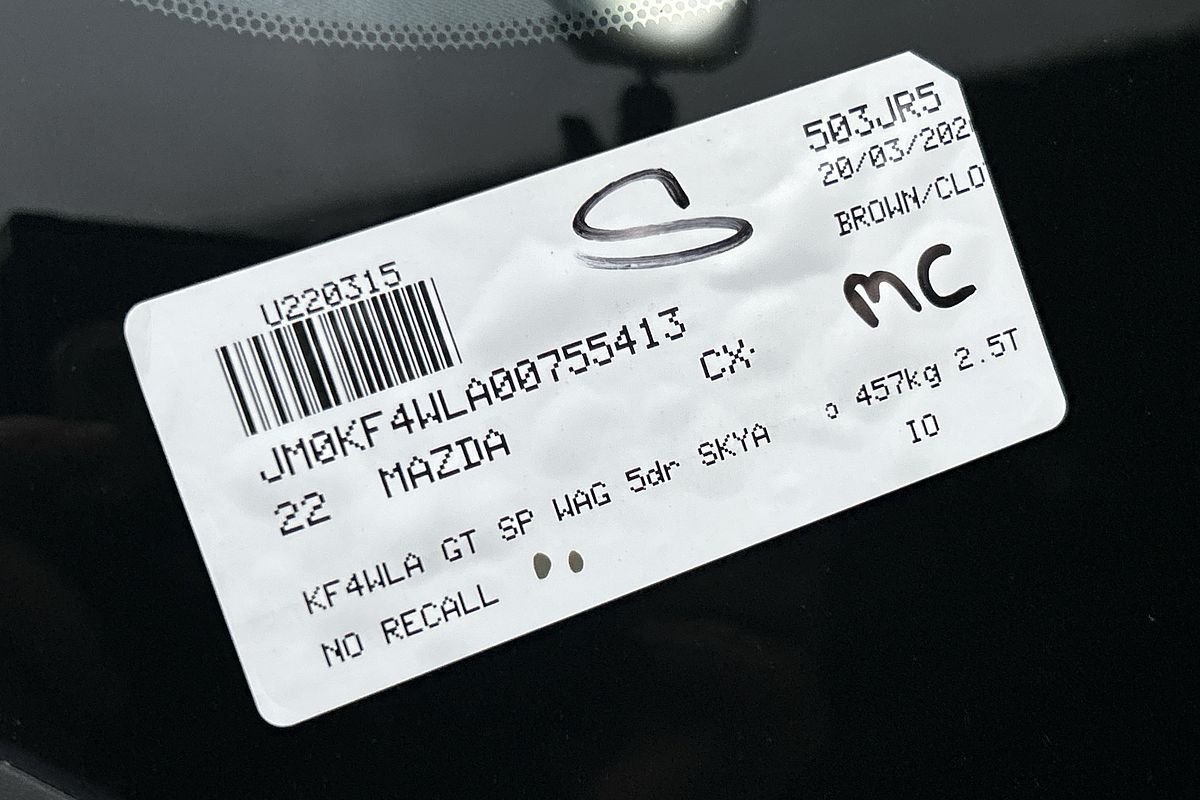 S
503JR5
20/03/202
BROWN/CLO
MC
U220315
JM0KF4WLA00755413
22 MAZDA CX-
KF4WLA GT SP WAG 5dr SKYA 457kg 2.5T
NO RECALL IO